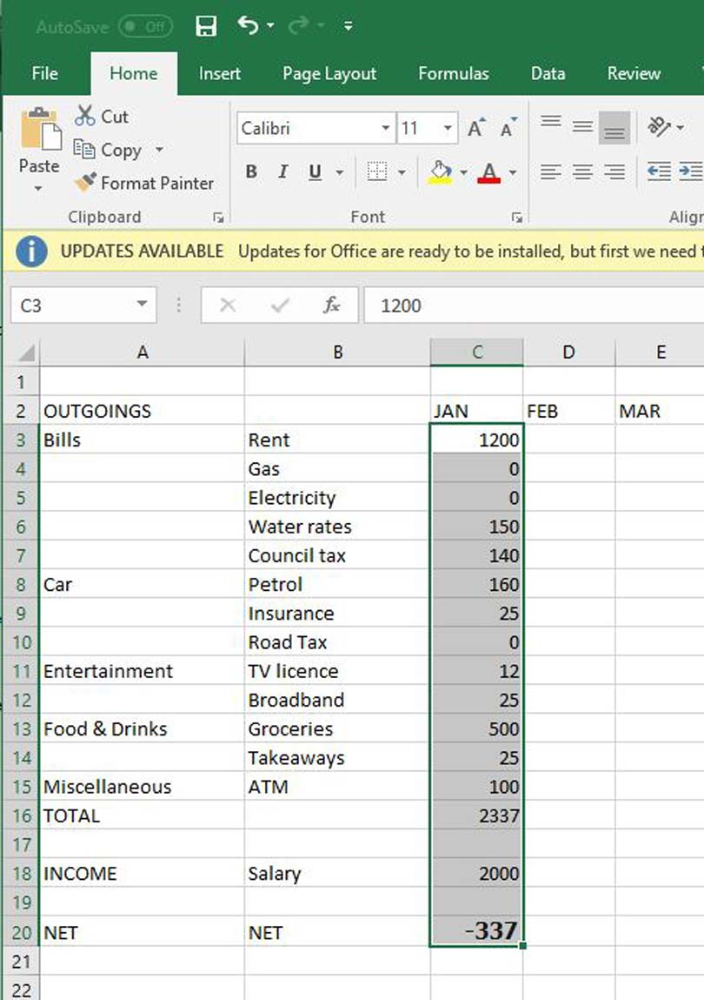 AutoSave Off
File Home Insert Page Layout Formulas Data Review
Paste Cut
Copy
Format Painter
Calibri 11 A A
B I U A
Clipboard Font
UPDATES AVAILABLE Updates for Office are ready to be installed, but first we need
C3 fx 1200
A B C D E
1
2 OUTGOINGS JAN FEB MAR
3 Bills Rent 1200
4 Gas 0
5 Electricity 0
6 Water rates 150
7 Council tax 140
8 Car Petrol 160
9 Insurance 25
10 Road Tax 0
11 Entertainment TV licence 12
12 Broadband 25
13 Food & Drinks Groceries 500
14 Takeaways 25
15 Miscellaneous ATM 100
16 TOTAL 2337
17
18 INCOME Salary 2000
19
20 NET NET -337
21
22